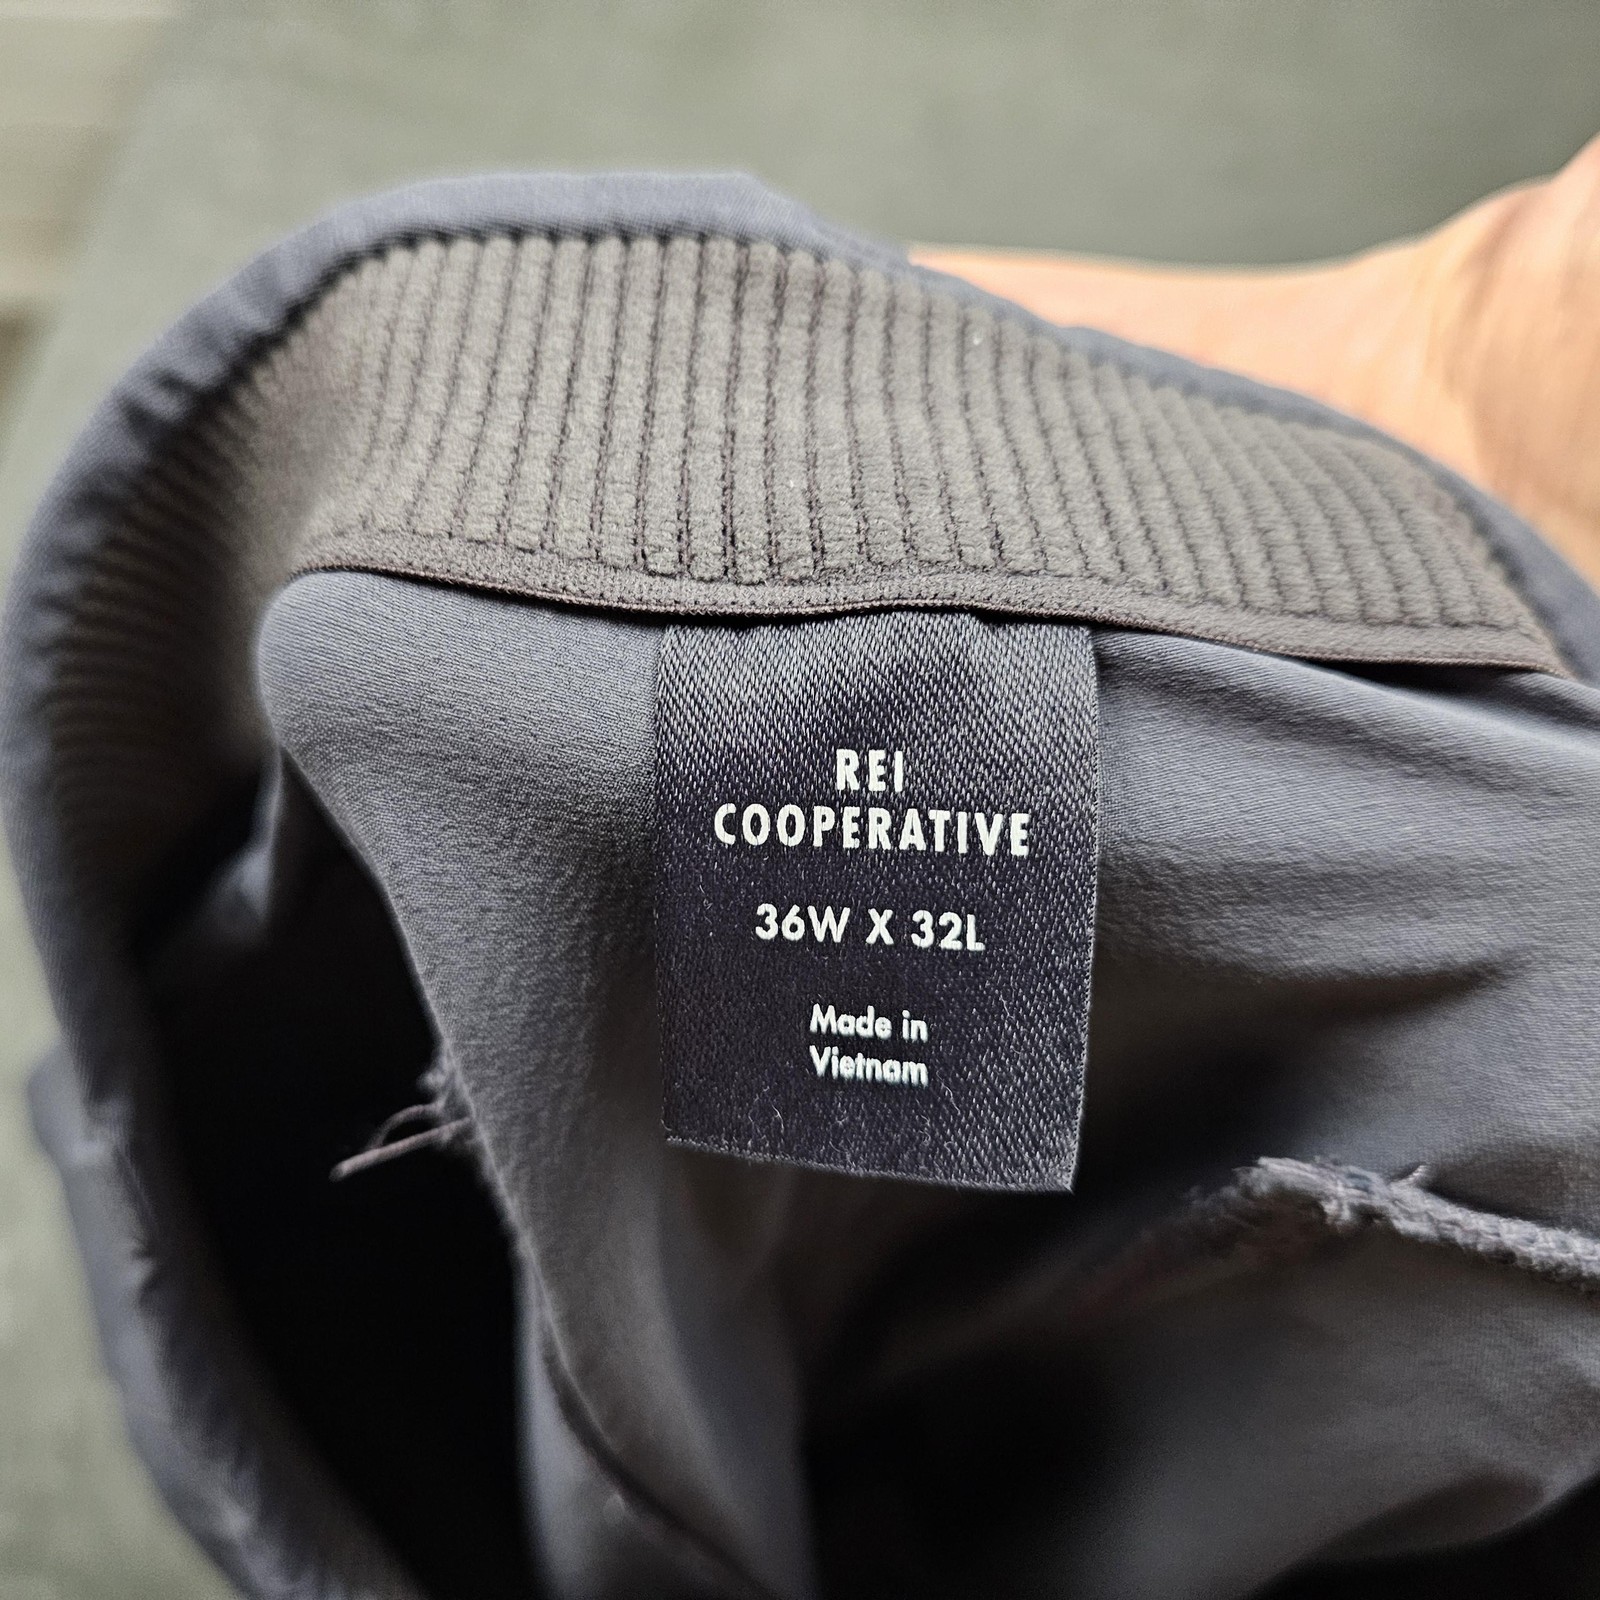 REI
COOPERATIVE
36W X 32L
Made in
Vietnam